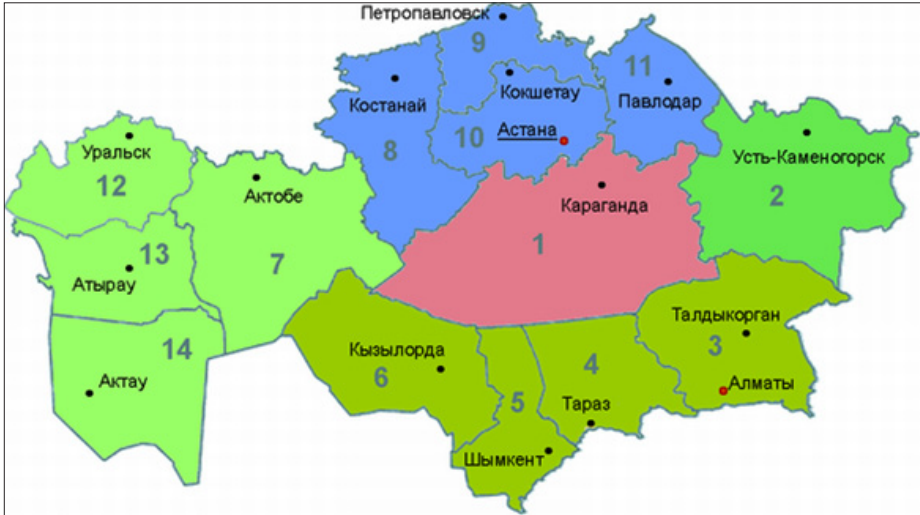 Петропавловск
9
11
Костанай
Кокшетау
Павлодар
10
Астана
8
Уральск
Усть-Каменогорск
12
Актобе
Караганда
2
1
13
7
Атырау
Талдыкорган
14
Кызылорда
4
3
6
Актау
5
Алматы
Тараз
Шымкент